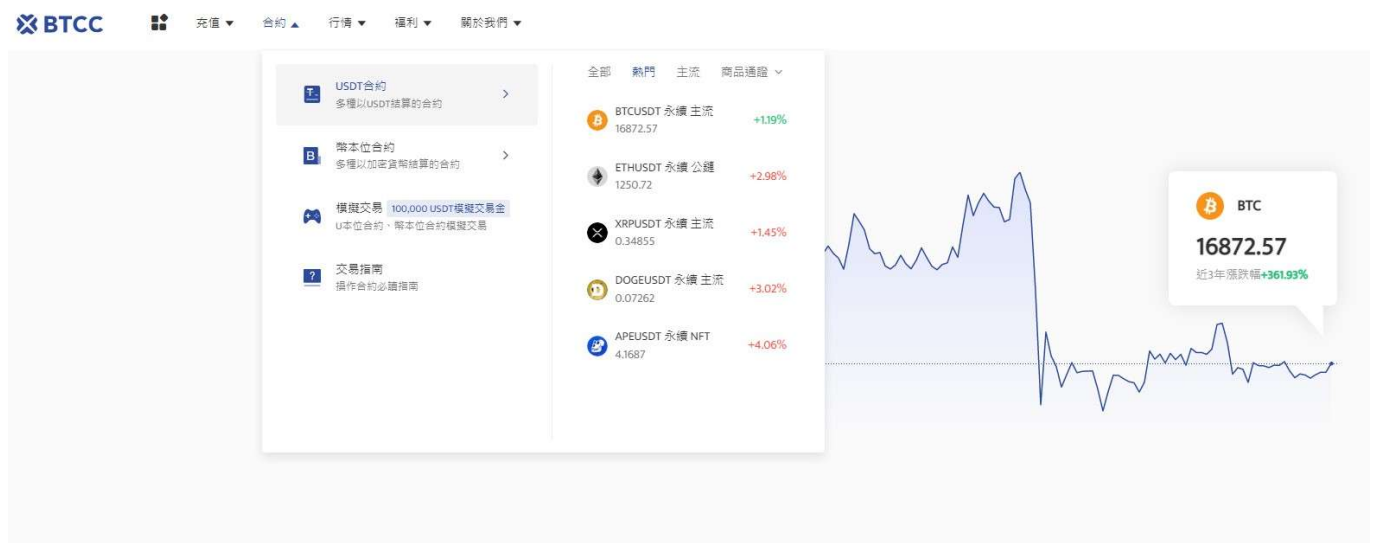 BTCC
充值 ▼ 合約 ▲ 行情 ▼ 福利 ▼ 關於我們 ▼
USDT合約
多種以USDT結算的合約
幣本位合約
多種以加密貨幣結算的合約
模擬交易 100,000 USDT模擬交易金
U本位合約、幣本位合約模擬交易
交易指南
操作合約必讀指南
全部 熱門 主流 商品通證
BTCUSDT 永續 主流
16872.57 +1.19%
ETHUSDT 永續 公鏈
1250.72 +2.98%
XRPUSDT 永續 主流
0.34855 +1.45%
DOGEUSDT 永續 主流
0.07262 +3.02%
APEUSDT 永續 NFT
4.1687 +4.06%
BTC
16872.57
近3年漲跌幅+361.93%